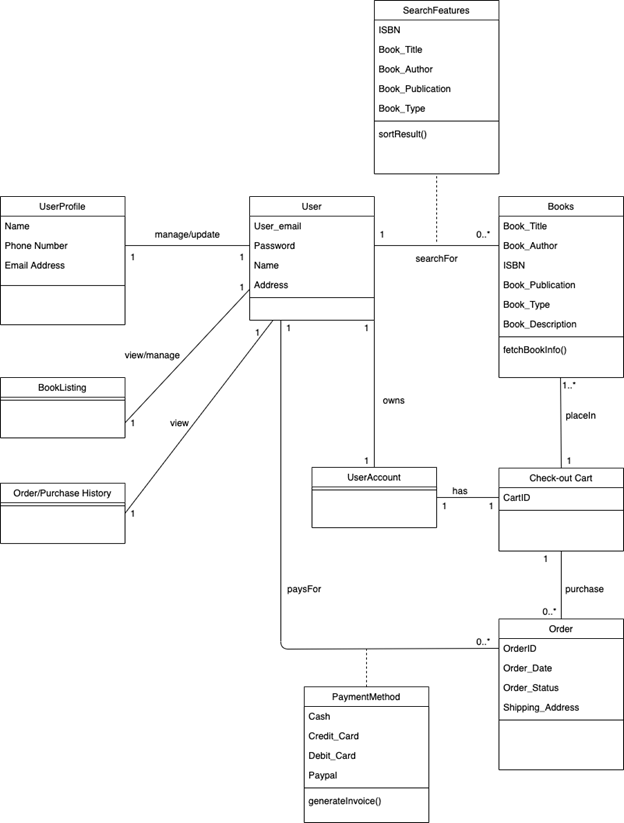 SearchFeatures
ISBN
Book_Title
Book_Author
Book_Publication
Book_Type
sortResult()
UserProfile
Name
Phone Number
Email Address
manage/update
1
1
User
User_email
Password
Name
Address
1
0..*
searchFor
Books
Book_Title
Book_Author
ISBN
Book_Publication
Book_Type
Book_Description
fetchBookInfo()
1
1
1
1
view/manage
BookListing
1
view
Order/Purchase History
1
owns
1
UserAccount
has
1
1
1..*
placeIn
1
Check-out Cart
CartID
1
purchase
0..*
paysFor
0..*
Order
OrderID
Order_Date
Order_Status
Shipping_Address
PaymentMethod
Cash
Credit_Card
Debit_Card
Paypal
generateInvoice()